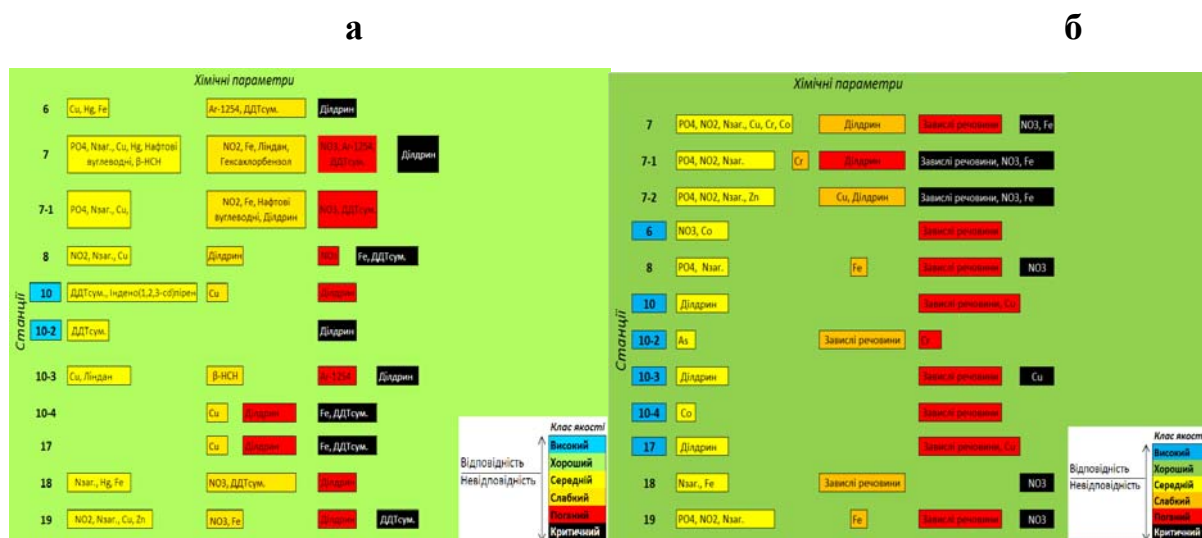 а
б
Хімічні параметри
Станції
6 Cu, Hg, Fe Ar-1254, ДДТсум. Ділдрин
7 PO4, Nзаг., Cu, Hg, Нафтові
вуглеводні, β-HCH
NO2, Fe, Ліндан,
Гексахлорбензол
NO3, Ar-1254,
ДДТсум.
Ділдрин
7-1 PO4, Nзаг., Cu,
NO2, Fe, Нафтові
вуглеводні, Ділдрин
NO3, ДДТсум.
8 NO2, Nзаг., Cu Ділдрин NO3 Fe, ДДТсум.
10 ДДТсум., Індено(1,2,3-cd)пірен Cu Ділдрин
10-2 ДДТсум. Ділдрин
10-3 Cu, Ліндан β-HCH Ar-1254 Ділдрин
10-4 Cu Ділдрин Fe, ДДТсум.
17 Cu Ділдрин Fe, ДДТсум.
18 Nзаг., Hg, Fe NO3, ДДТсум. Ділдрин
19 NO2, Nзаг., Cu, Zn NO3, Fe Ділдрин ДДТсум.
Клас якості
Відповідність
Невідповідність
Високий
Хороший
Середній
Слабкий
Поганий
Критичний
Хімічні параметри
Станції
7 PO4, NO2, Nзаг., Cu, Cr, Co Ділдрин Завислі речовини NO3, Fe
7-1 PO4, NO2, Nзаг. Cr Ділдрин Завислі речовини, NO3, Fe
7-2 PO4, NO2, Nзаг., Zn Cu, Ділдрин Завислі речовини, NO3, Fe
6 NO3, Co Завислі речовини
8 PO4, Nзаг. Fe Завислі речовини NO3
10 Ділдрин Завислі речовини, Cu
10-2 As Завислі речовини Cr
10-3 Ділдрин Завислі речовини Cu
10-4 Co Завислі речовини
17 Ділдрин Завислі речовини, Cu
18 Nзаг., Fe Завислі речовини NO3
19 PO4, NO2, Nзаг. Fe Завислі речовини NO3
Клас якості
Відповідність
Невідповідність
Високий
Хороший
Середній
Слабкий
Поганий
Критичний